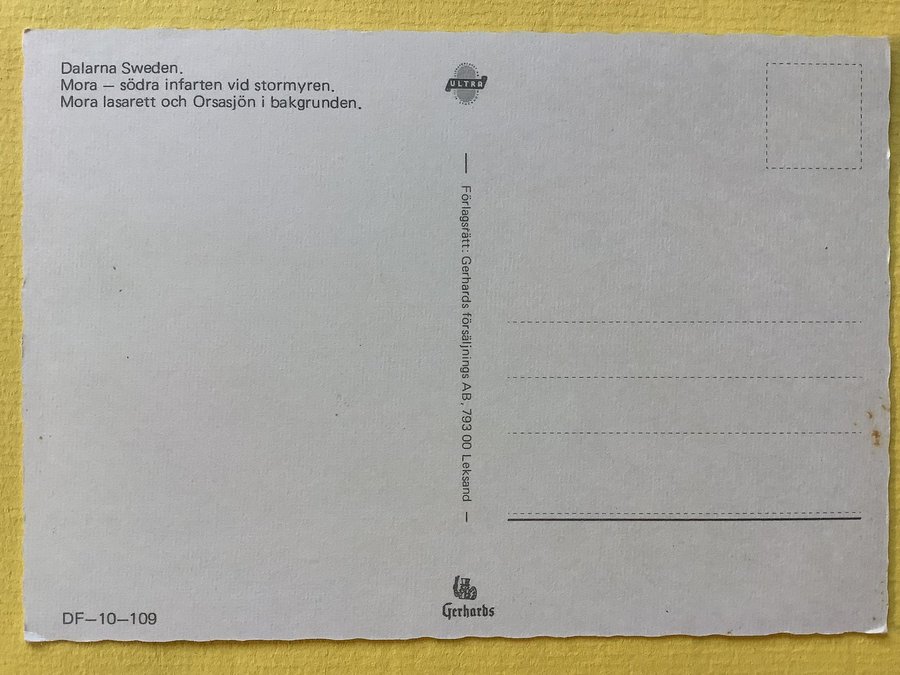 Dalarna Sweden.
Mora — södra infarten vid stormyren.
Mora lasarett och Orsasjön i bakgrunden.
ULTRA
— Förlagsrätt: Gerhards försäljnings AB, 793 00 Leksand —
Gerhards
DF—10—109